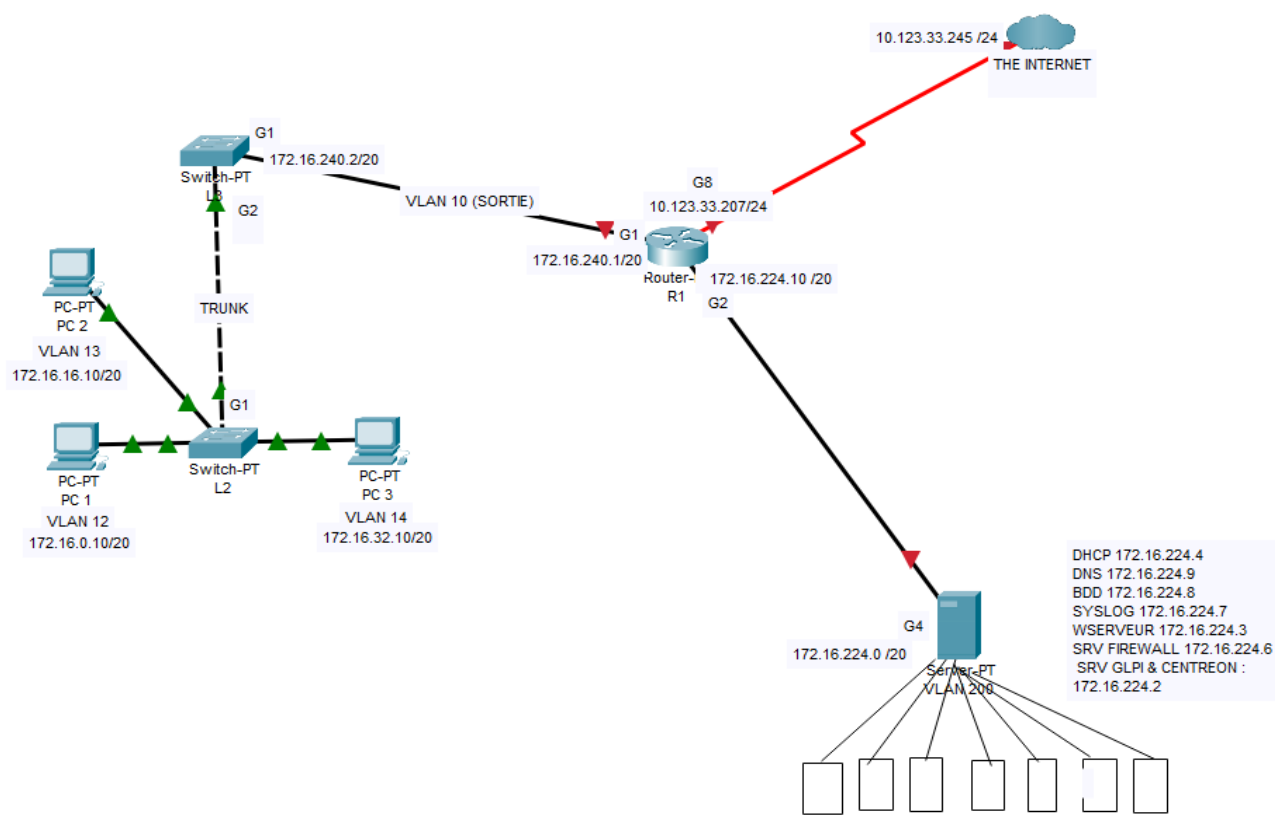 10.123.33.245 /24
THE INTERNET
G1
172.16.240.2/20
Switch-PT
L3
G2
VLAN 10 (SORTIE)
G8
10.123.33.207/24
G1
172.16.240.1/20
Router-
R1
172.16.224.10 /20
G2
TRUNK
PC-PT
PC 2
VLAN 13
172.16.16.10/20
G1
Switch-PT
L2
PC-PT
PC 1
VLAN 12
172.16.0.10/20
PC-PT
PC 3
VLAN 14
172.16.32.10/20
G4
172.16.224.0 /20
Server-PT
VLAN 200
DHCP 172.16.224.4
DNS 172.16.224.9
BDD 172.16.224.8
SYSLOG 172.16.224.7
WSERVEUR 172.16.224.3
SRV FIREWALL 172.16.224.6
SRV GLPI & CENTREON :
172.16.224.2